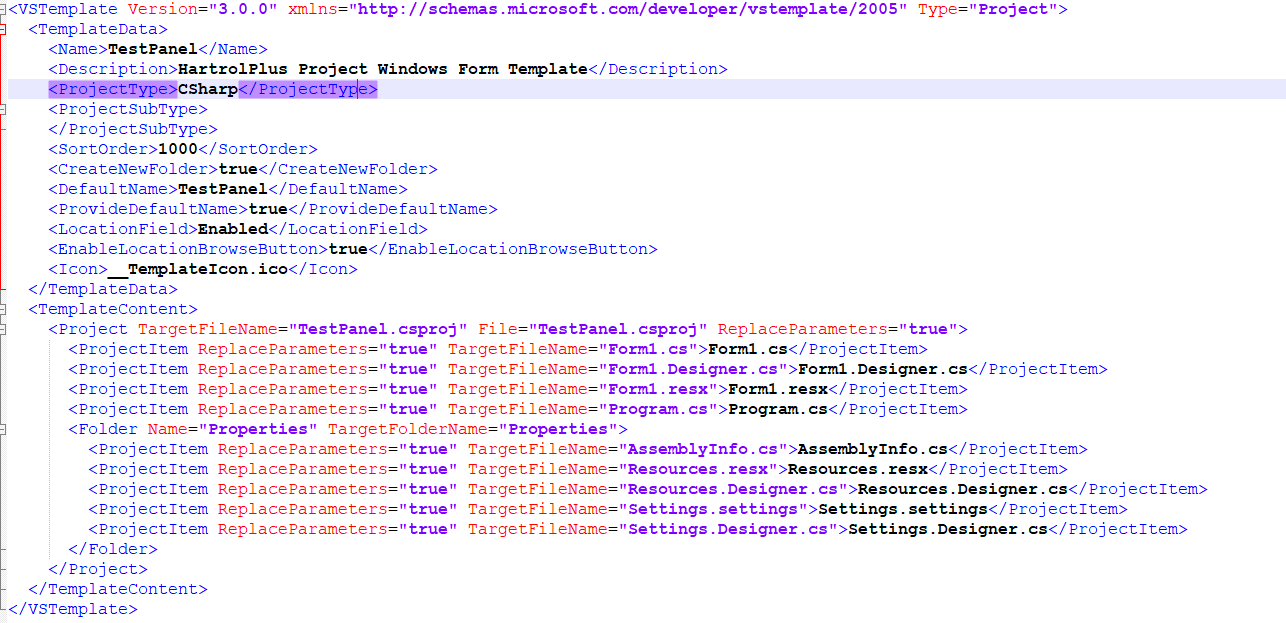 <VSTemplate Version="3.0.0" xmlns="http://schemas.microsoft.com/developer/vstemplate/2005" Type="Project">
  <TemplateData>
    <Name>TestPanel</Name>
    <Description>HartrolPlus Project Windows Form Template</Description>
    <ProjectType>CSharp</ProjectType>
    <ProjectSubType>
    </ProjectSubType>
    <SortOrder>1000</SortOrder>
    <CreateNewFolder>true</CreateNewFolder>
    <DefaultName>TestPanel</DefaultName>
    <ProvideDefaultName>true</ProvideDefaultName>
    <LocationField>Enabled</LocationField>
    <EnableLocationBrowseButton>true</EnableLocationBrowseButton>
    <Icon>__TemplateIcon.ico</Icon>
  </TemplateData>
  <TemplateContent>
    <Project TargetFileName="TestPanel.csproj" File="TestPanel.csproj" ReplaceParameters="true">
      <ProjectItem ReplaceParameters="true" TargetFileName="Form1.cs">Form1.cs</ProjectItem>
      <ProjectItem ReplaceParameters="true" TargetFileName="Form1.Designer.cs">Form1.Designer.cs</ProjectItem>
      <ProjectItem ReplaceParameters="true" TargetFileName="Form1.resx">Form1.resx</ProjectItem>
      <ProjectItem ReplaceParameters="true" TargetFileName="Program.cs">Program.cs</ProjectItem>
      <Folder Name="Properties" TargetFolderName="Properties">
        <ProjectItem ReplaceParameters="true" TargetFileName="AssemblyInfo.cs">AssemblyInfo.cs</ProjectItem>
        <ProjectItem ReplaceParameters="true" TargetFileName="Resources.resx">Resources.resx</ProjectItem>
        <ProjectItem ReplaceParameters="true" TargetFileName="Resources.Designer.cs">Resources.Designer.cs</ProjectItem>
        <ProjectItem ReplaceParameters="true" TargetFileName="Settings.settings">Settings.settings</ProjectItem>
        <ProjectItem ReplaceParameters="true" TargetFileName="Settings.Designer.cs">Settings.Designer.cs</ProjectItem>
      </Folder>
    </Project>
  </TemplateContent>
</VSTemplate>